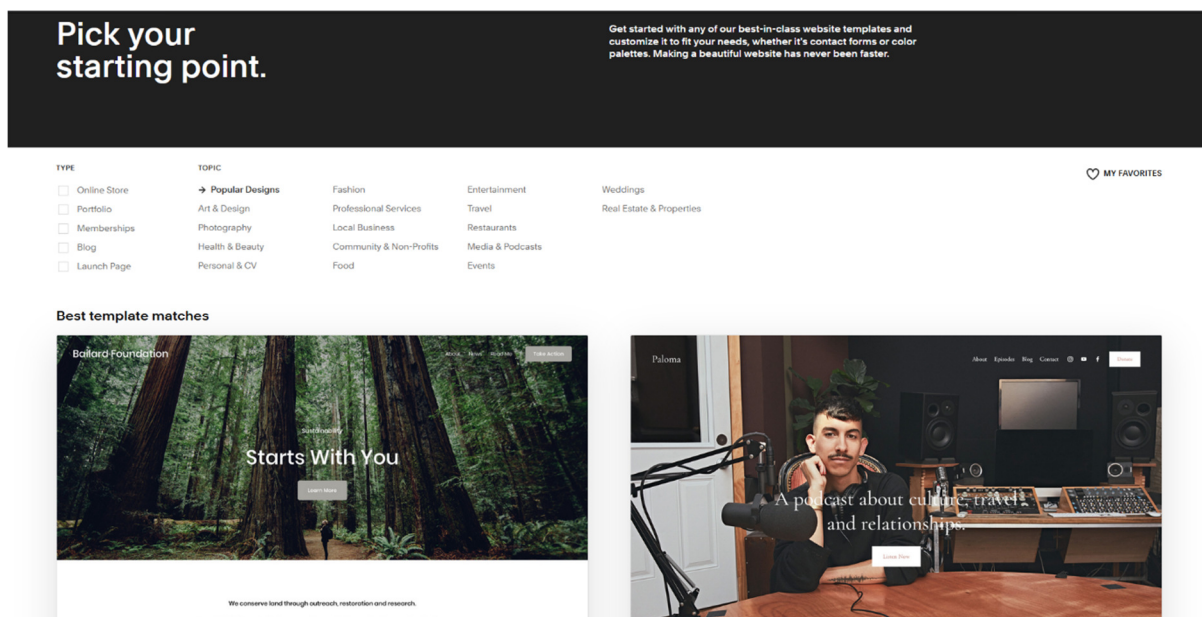 Pick your
starting point.
Get started with any of our best-in-class website templates and
customize it to fit your needs, whether it's contact forms or color
palettes. Making a beautiful website has never been faster.
TYPE
Online Store
Portfolio
Memberships
Blog
Launch Page
TOPIC
→ Popular Designs
Art & Design
Photography
Health & Beauty
Personal & CV
Fashion
Professional Services
Local Business
Community & Non-Profits
Food
Entertainment
Travel
Restaurants
Media & Podcasts
Events
Weddings
Real Estate & Properties
MY FAVORITES
Best template matches
Bailard Foundation
About News Read Me Take Action
Sustainability
Starts With You
Learn More
We conserve land through outreach, restoration and research.
Paloma
About Episodes Blog Contact
Donate
A podcast about culture, travel
and relationships.
Listen Now